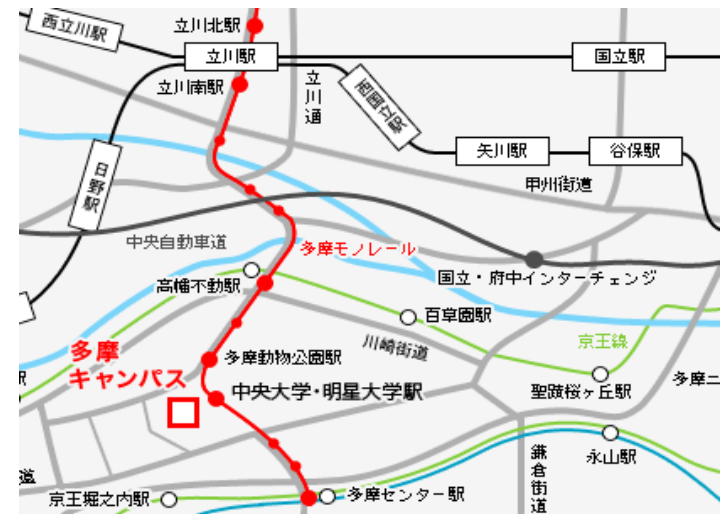 西立川駅
立川北駅
立川駅
国立駅
立川南駅
立川通
西国立駅
矢川駅
谷保駅
日野駅
甲州街道
中央自動車道
多摩モノレール
国立・府中インターチェンジ
高幡不動駅
百草園駅
川崎街道
京王線
多摩
キャンパス
多摩動物公園駅
中央大学・明星大学駅
聖蹟桜ヶ丘駅
多摩ニ
駅
鎌倉街道
永山駅
道
京王堀之内駅
多摩センター駅